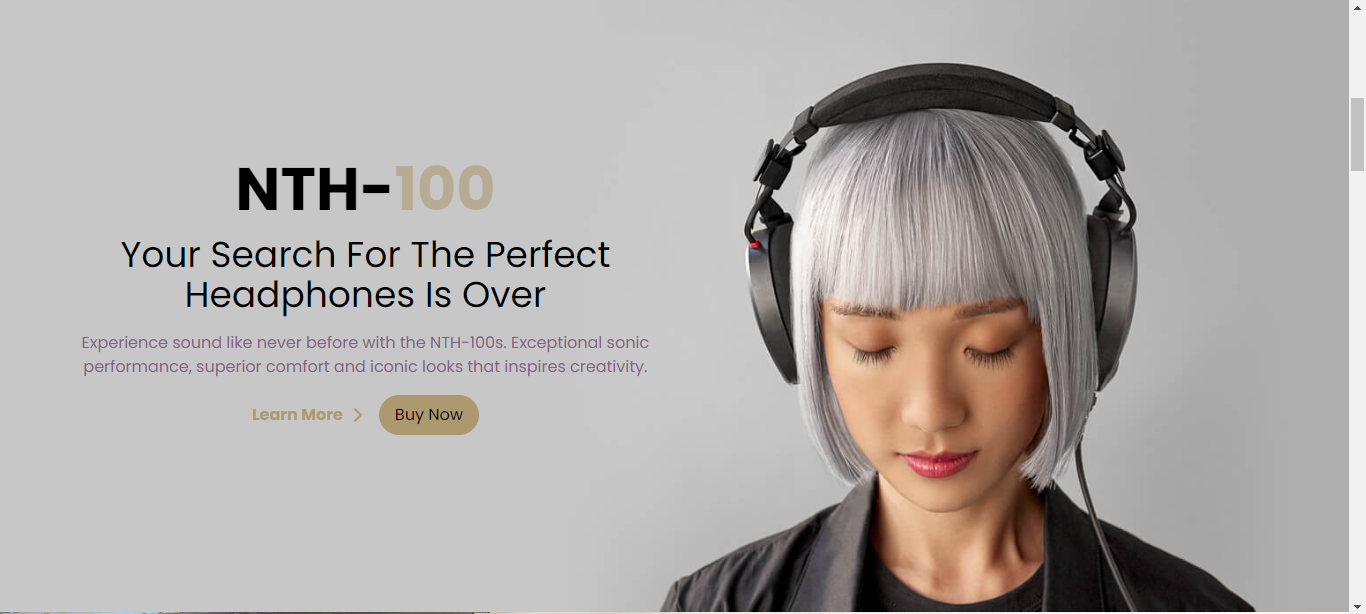 NTH-100
Your Search For The Perfect
Headphones Is Over
Experience sound like never before with the NTH-100s. Exceptional sonic
performance, superior comfort and iconic looks that inspires creativity.
Learn More
Buy Now